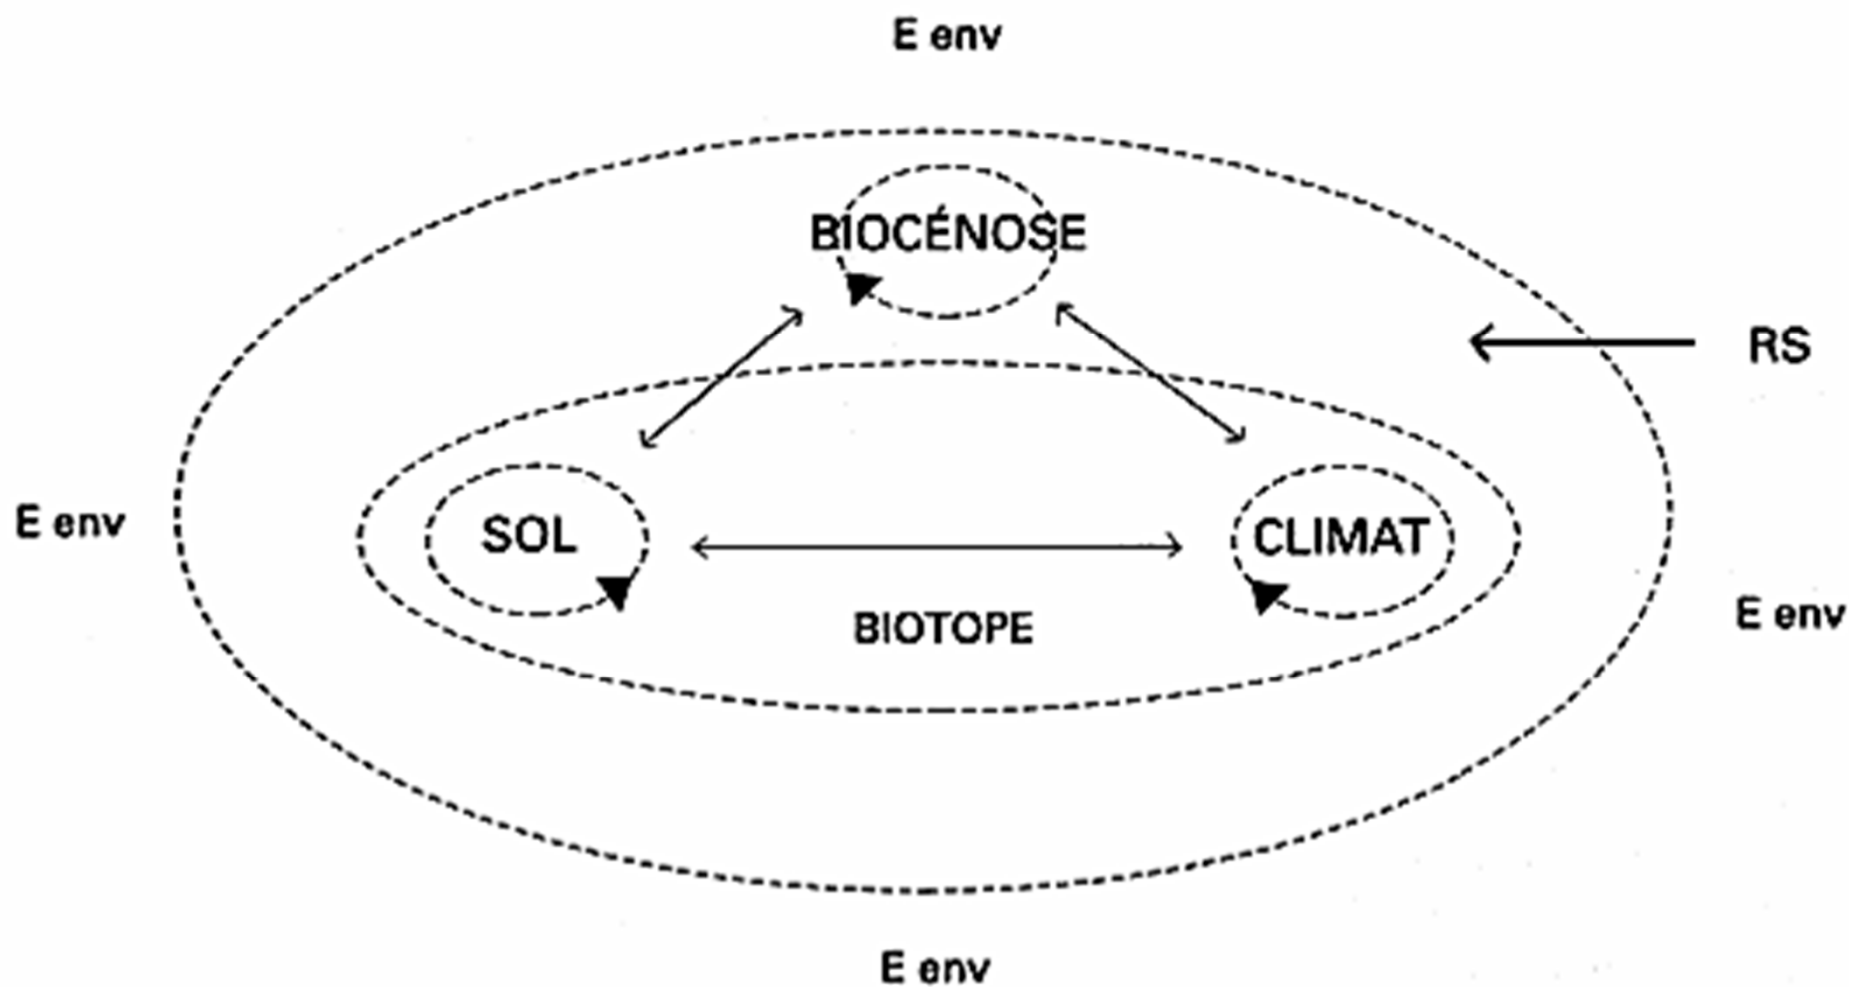 E env
BIOCÉNOSE
RS
E env
SOL
CLIMAT
BIOTOPE
E env
E env